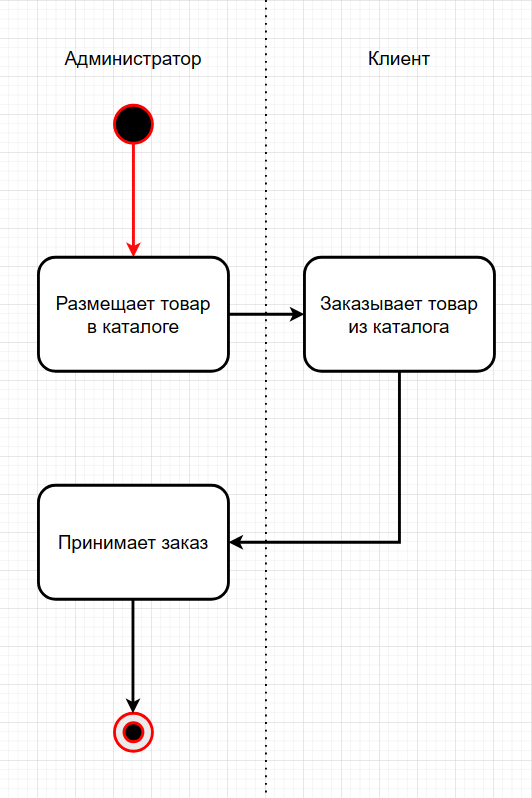 Администратор
Клиент
Размещает товар
в каталоге
Заказывает товар
из каталога
Принимает заказ